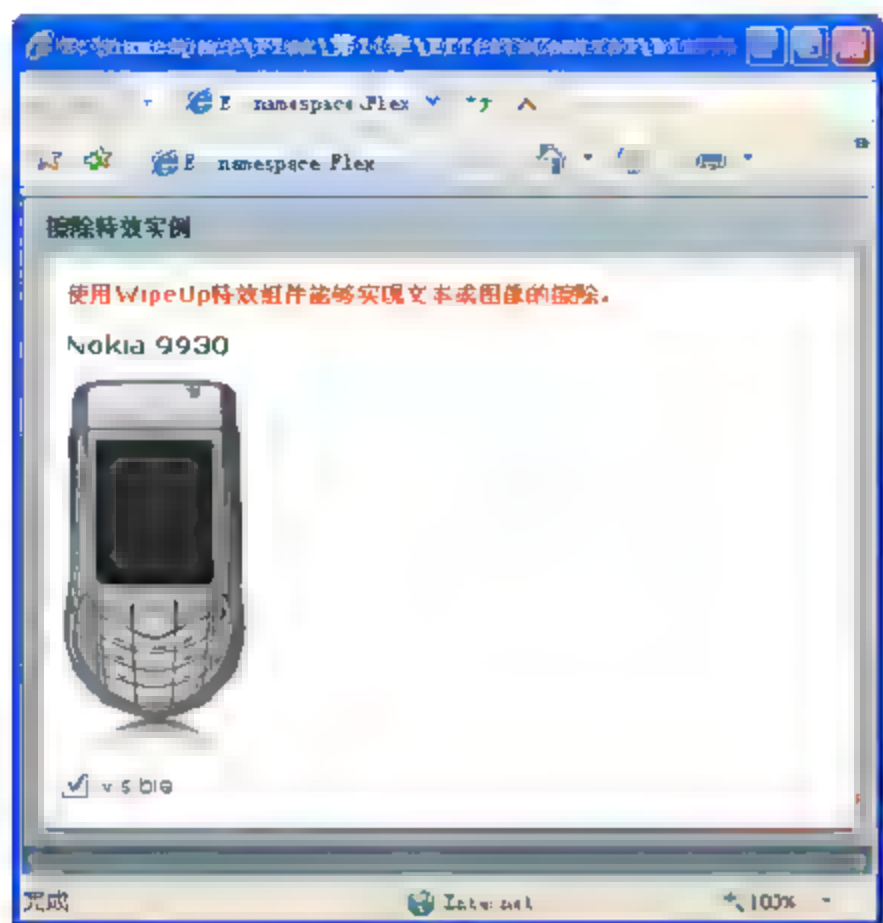 E namespace Flex
E namespace Flex
擦除特效实例
使用WipeUp特效组件能够实现文本或图像的擦除。
Nokia 9930
visible
完成
Internet
100%